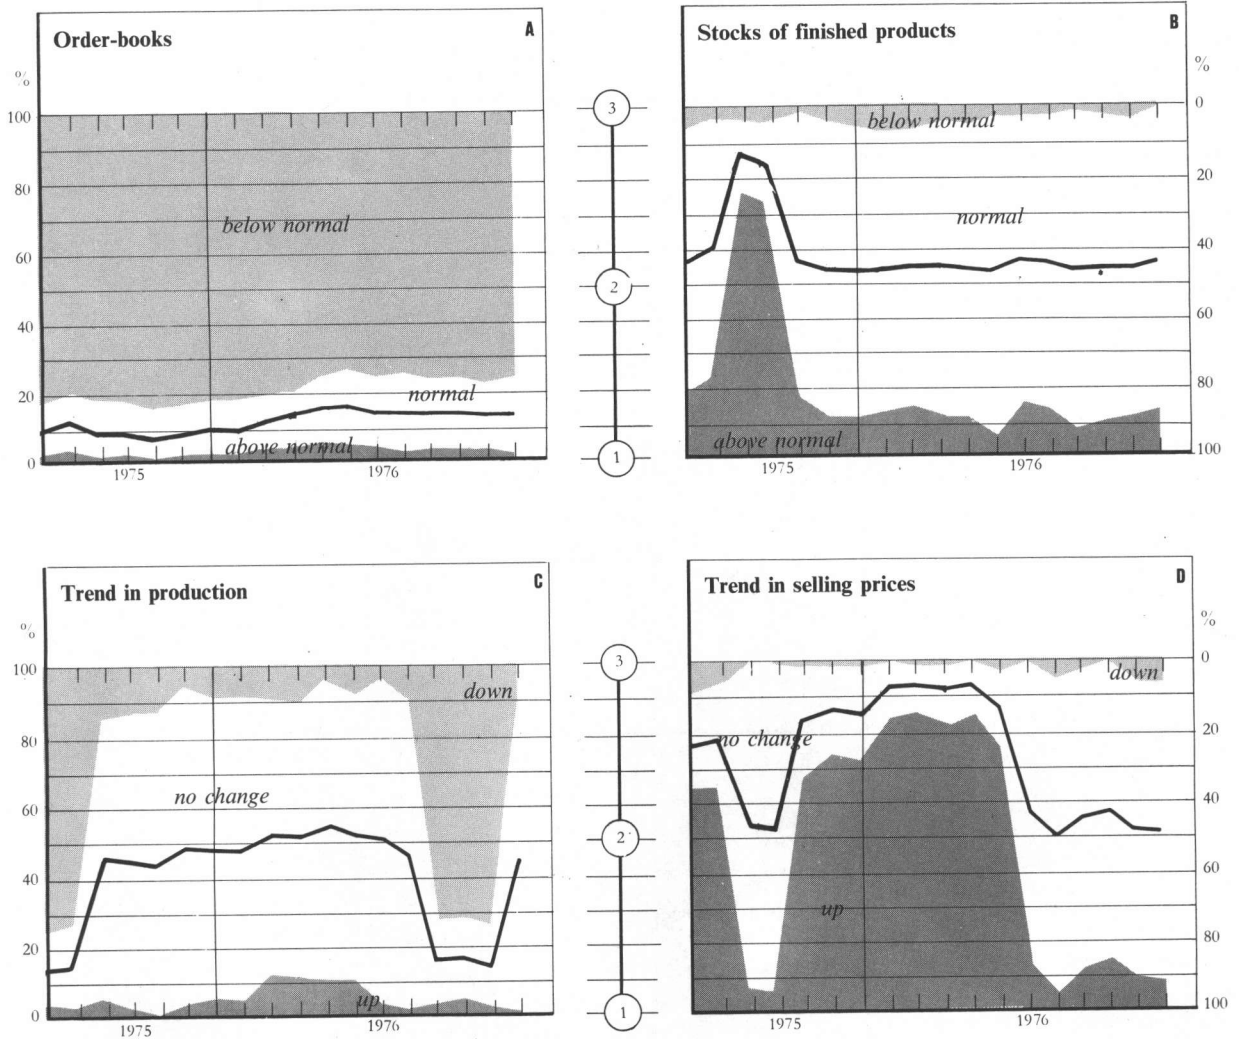 Order-books A
%
100
80
60
40
20
0
below normal
normal
above normal
1975 1976
3
2
1
Stocks of finished products B
%
0
20
40
60
80
100
below normal
normal
above normal
1975 1976
Trend in production C
%
100
80
60
40
20
0
down
no change
up
1975 1976
3
2
1
Trend in selling prices D
%
0
20
40
60
80
100
down
no change
up
1975 1976